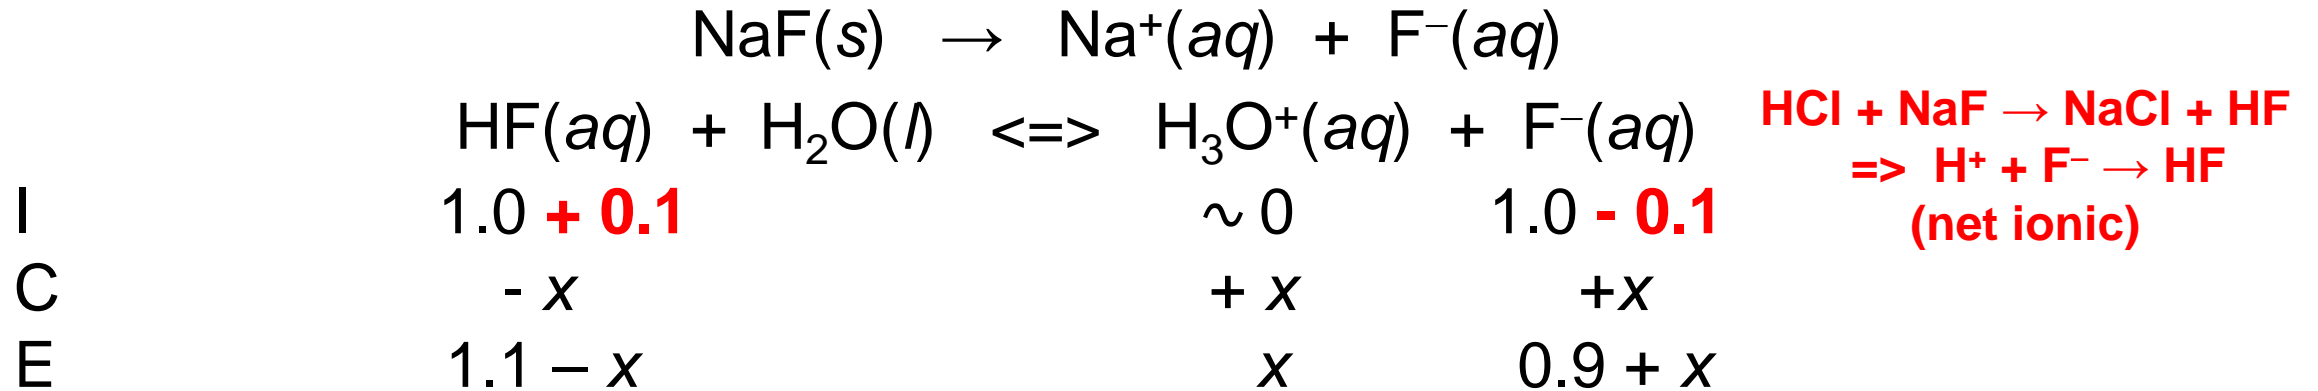 NaF(s) → Na⁺(aq) + F⁻(aq)
HF(aq) + H₂O(l) <=> H₃O⁺(aq) + F⁻(aq)
HCl + NaF → NaCl + HF
=> H⁺ + F⁻ → HF
(net ionic)
I 1.0 + 0.1 ~ 0 1.0 - 0.1
C - x + x +x
E 1.1 – x x 0.9 + x